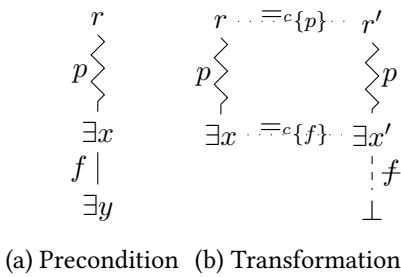 r r =c{p} r′
p p p
∃x ∃x =c{f} ∃x′
f f̸
∃y ⊥
(a) Precondition (b) Transformation